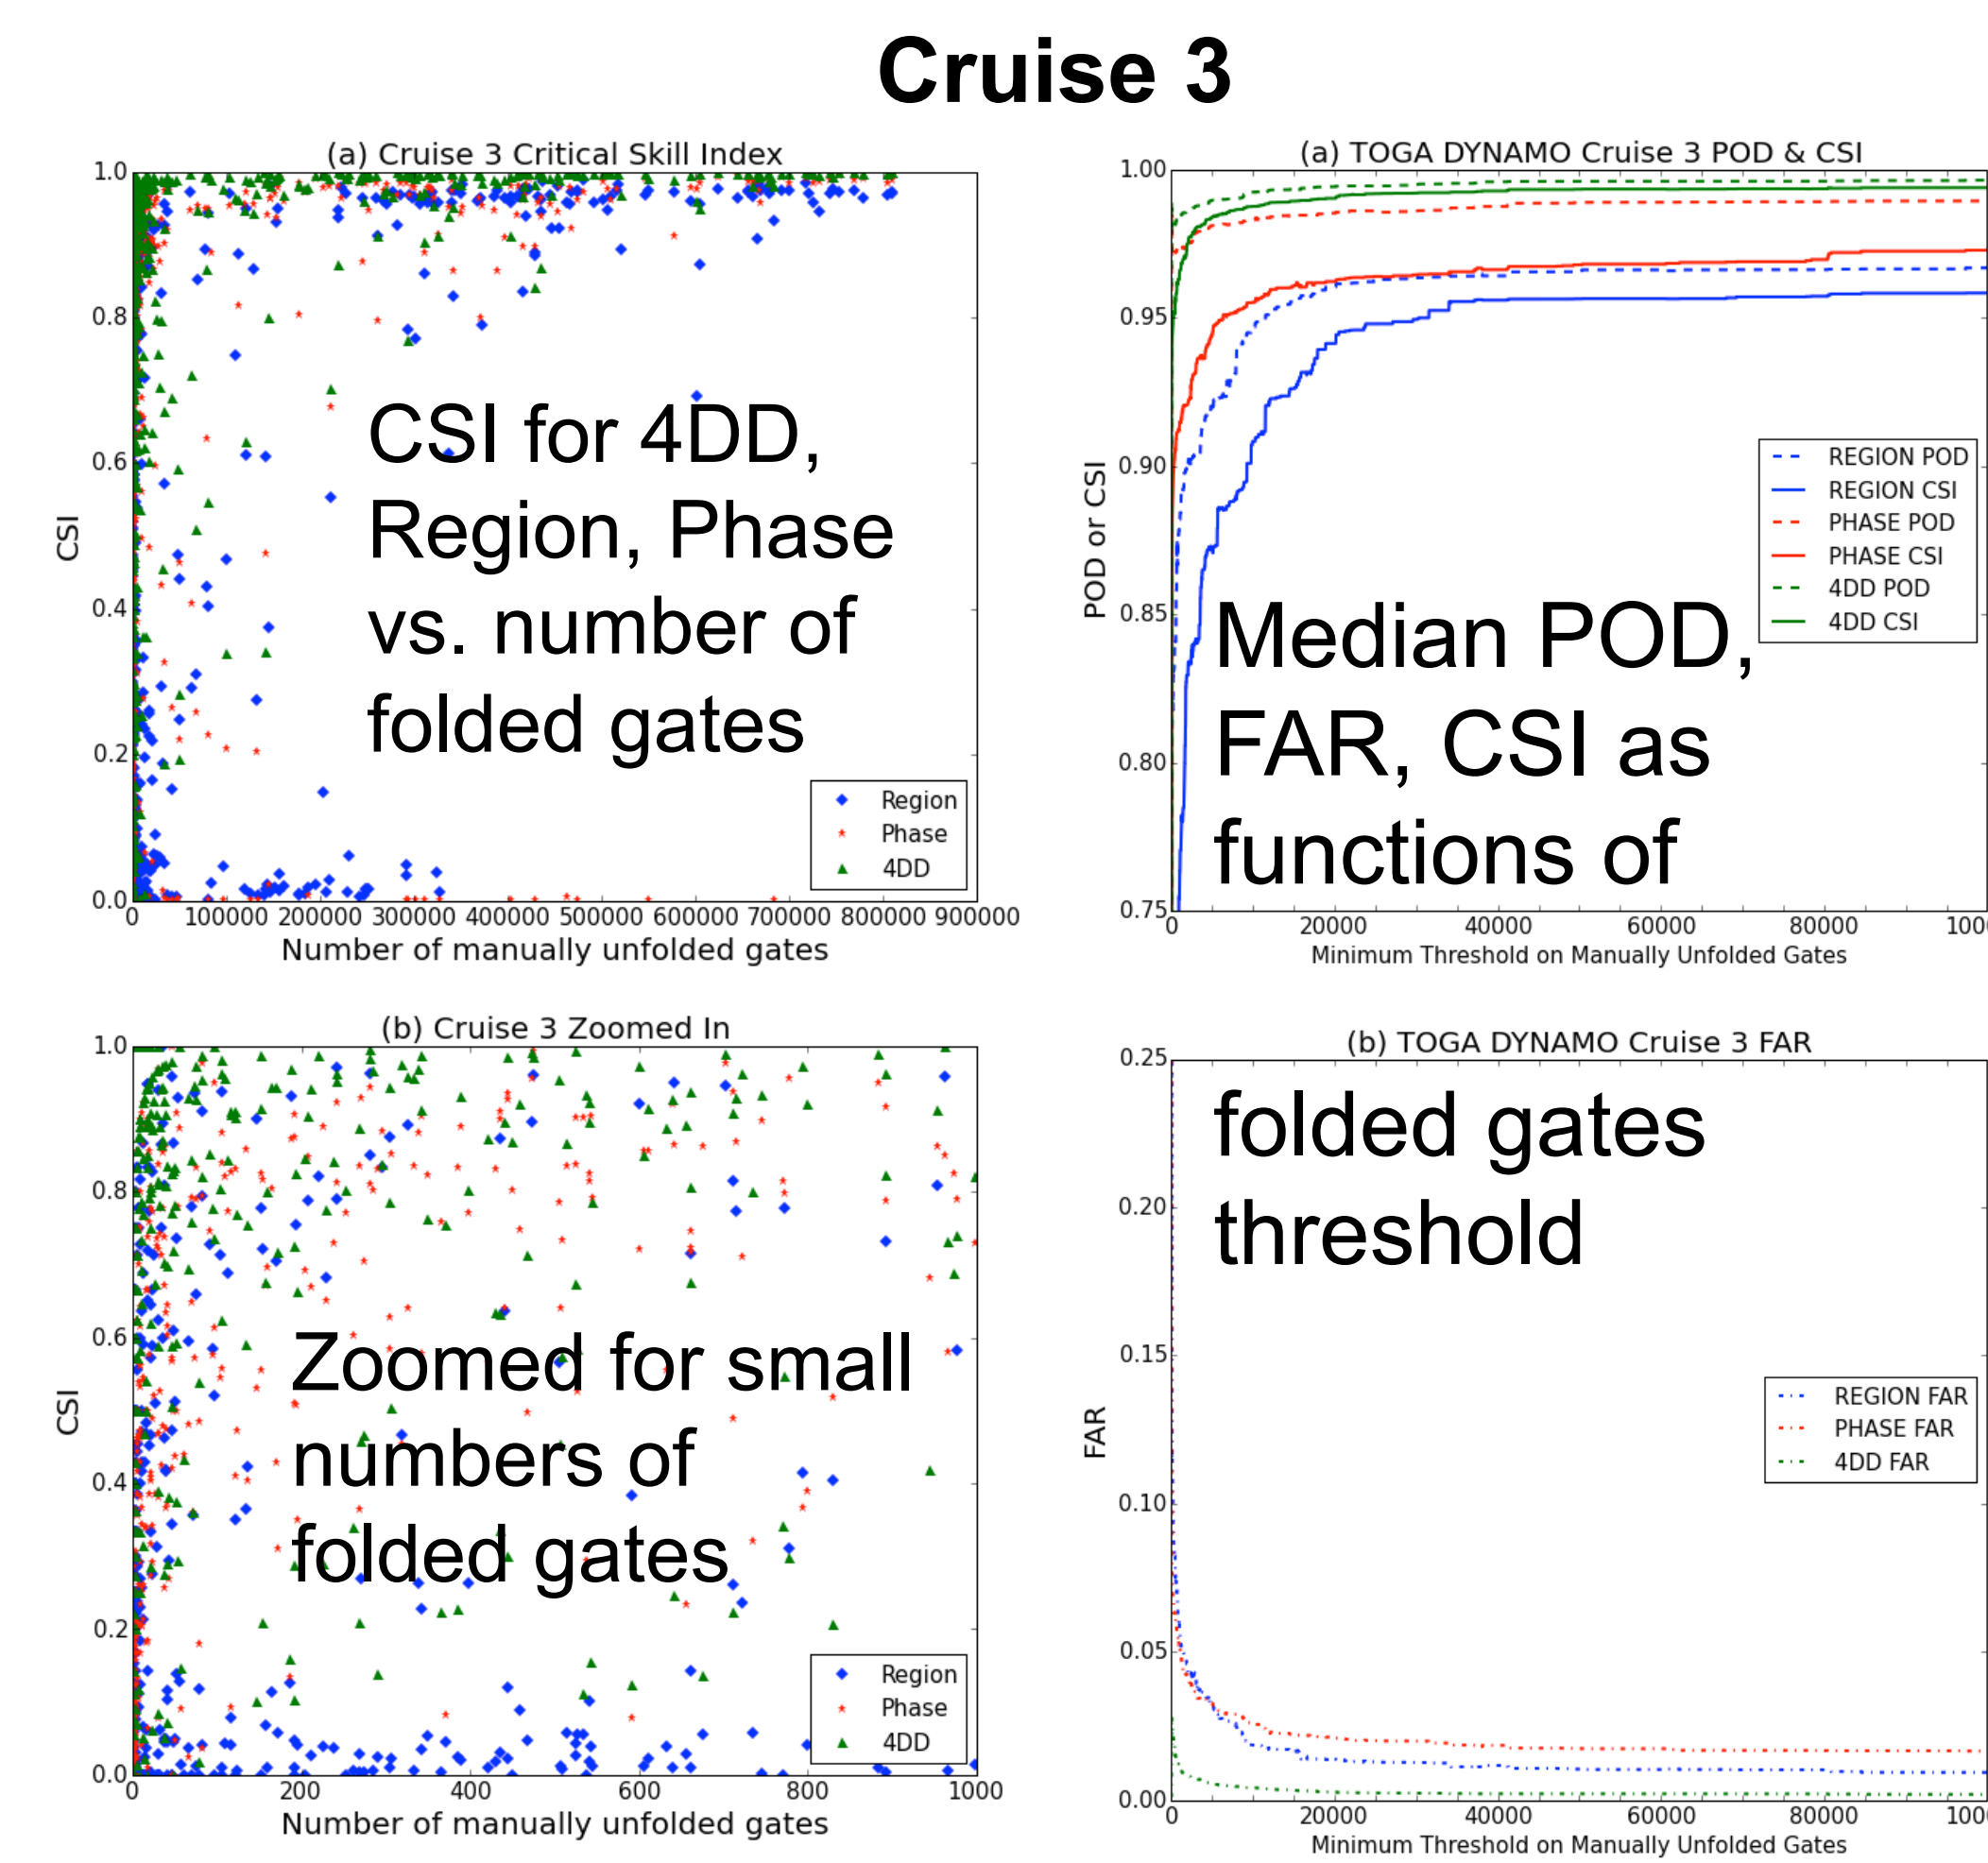 Cruise 3
(a) Cruise 3 Critical Skill Index
1.0
0.8
0.6
0.4
0.2
0.0
CSI
CSI for 4DD,
Region, Phase
vs. number of
folded gates
Region
Phase
4DD
0 100000 200000 300000 400000 500000 600000 700000 800000 900000
Number of manually unfolded gates
(a) TOGA DYNAMO Cruise 3 POD & CSI
1.00
0.95
0.90
0.85
0.80
0.75
POD or CSI
REGION POD
REGION CSI
PHASE POD
PHASE CSI
4DD POD
4DD CSI
Median POD,
FAR, CSI as
functions of
0 20000 40000 60000 80000 100
Minimum Threshold on Manually Unfolded Gates
(b) Cruise 3 Zoomed In
1.0
0.8
0.6
0.4
0.2
0.0
CSI
Zoomed for small
numbers of
folded gates
Region
Phase
4DD
0 200 400 600 800 1000
Number of manually unfolded gates
(b) TOGA DYNAMO Cruise 3 FAR
0.25
0.20
0.15
0.10
0.05
0.00
FAR
folded gates
threshold
REGION FAR
PHASE FAR
4DD FAR
0 20000 40000 60000 80000 100
Minimum Threshold on Manually Unfolded Gates